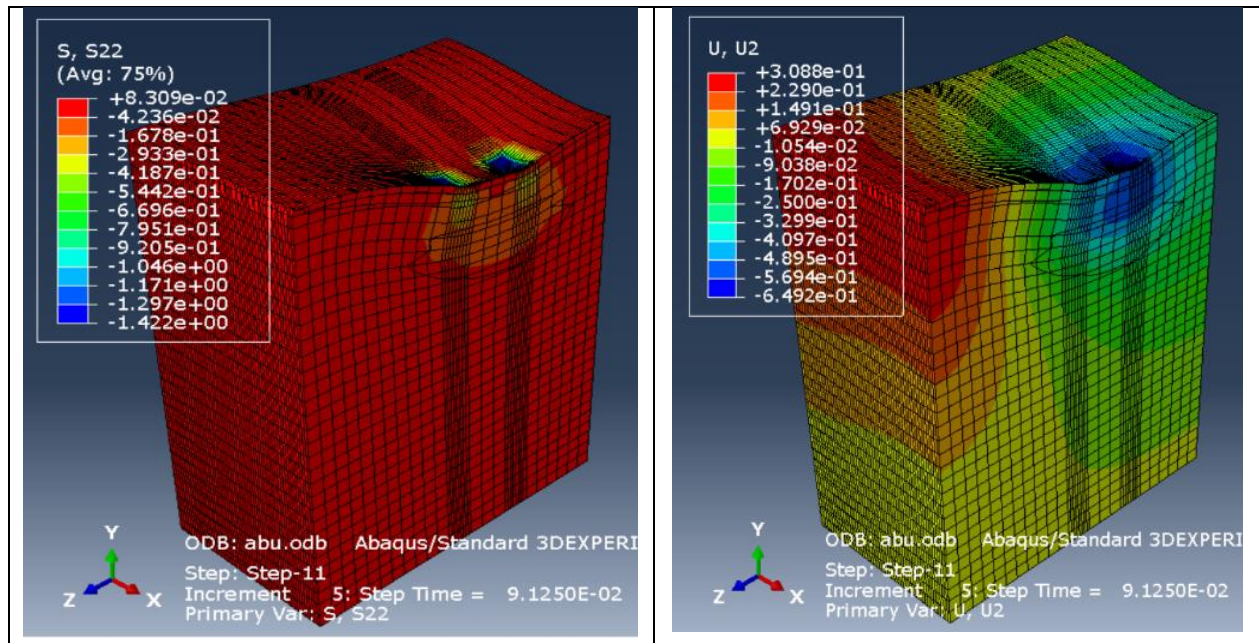 S, S22
(Avg: 75%)
+8.309e-02
-4.236e-02
-1.678e-01
-2.933e-01
-4.187e-01
-5.442e-01
-6.696e-01
-7.951e-01
-9.205e-01
-1.046e+00
-1.171e+00
-1.297e+00
-1.422e+00
Y
Z
X
ODB: abu.odb Abaqus/Standard 3DEXPERI
Step: Step-11
Increment 5: Step Time = 9.1250E-02
Primary Var: S, S22
U, U2
+3.088e-01
+2.290e-01
+1.491e-01
+6.929e-02
-1.054e-02
-9.038e-02
-1.702e-01
-2.500e-01
-3.299e-01
-4.097e-01
-4.895e-01
-5.694e-01
-6.492e-01
Y
Z
X
ODB: abu.odb Abaqus/Standard 3DEXPERI
Step: Step-11
Increment 5: Step Time = 9.1250E-02
Primary Var: U, U2